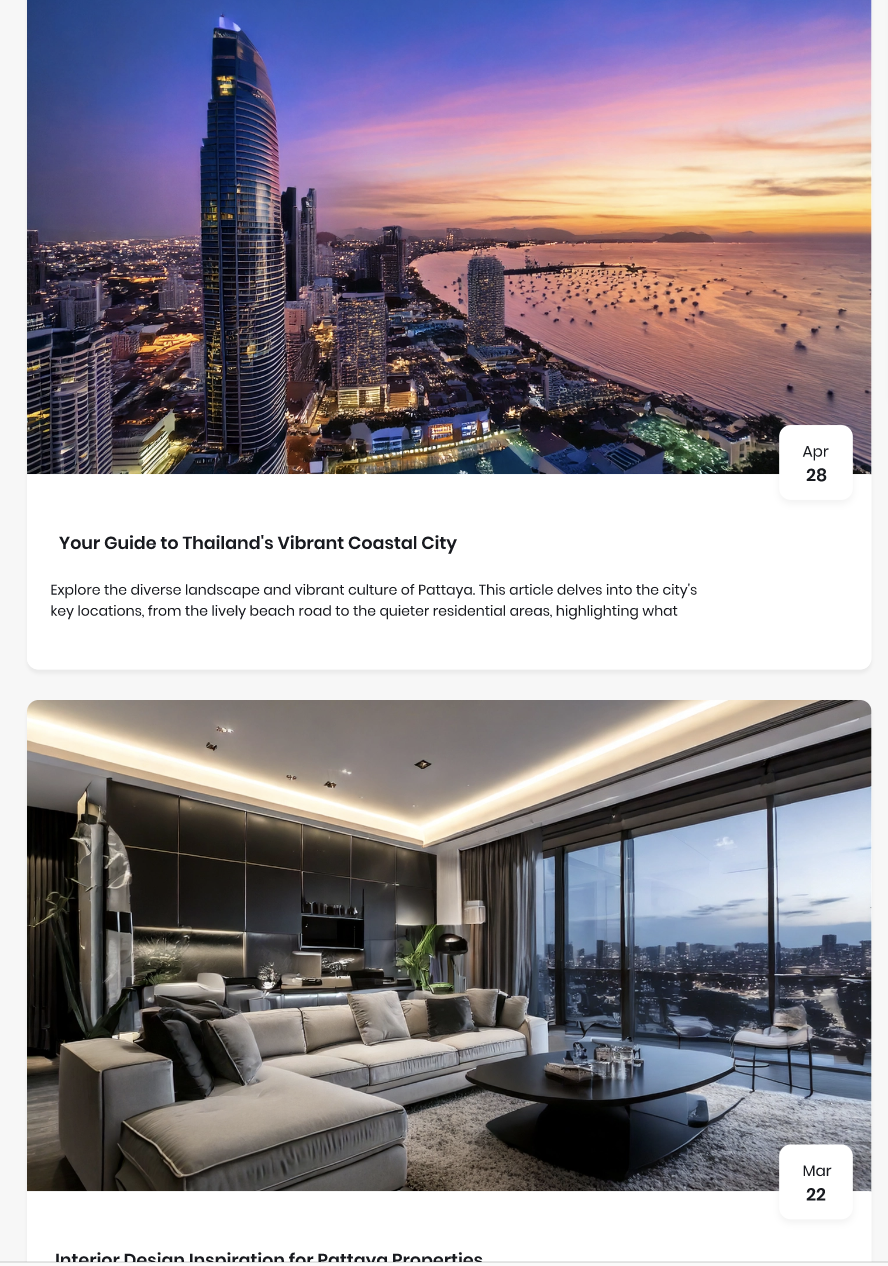 Apr
28
Your Guide to Thailand's Vibrant Coastal City
Explore the diverse landscape and vibrant culture of Pattaya. This article delves into the city's
key locations, from the lively beach road to the quieter residential areas, highlighting what
Mar
22
Interior Design Inspiration for Pattaya Properties